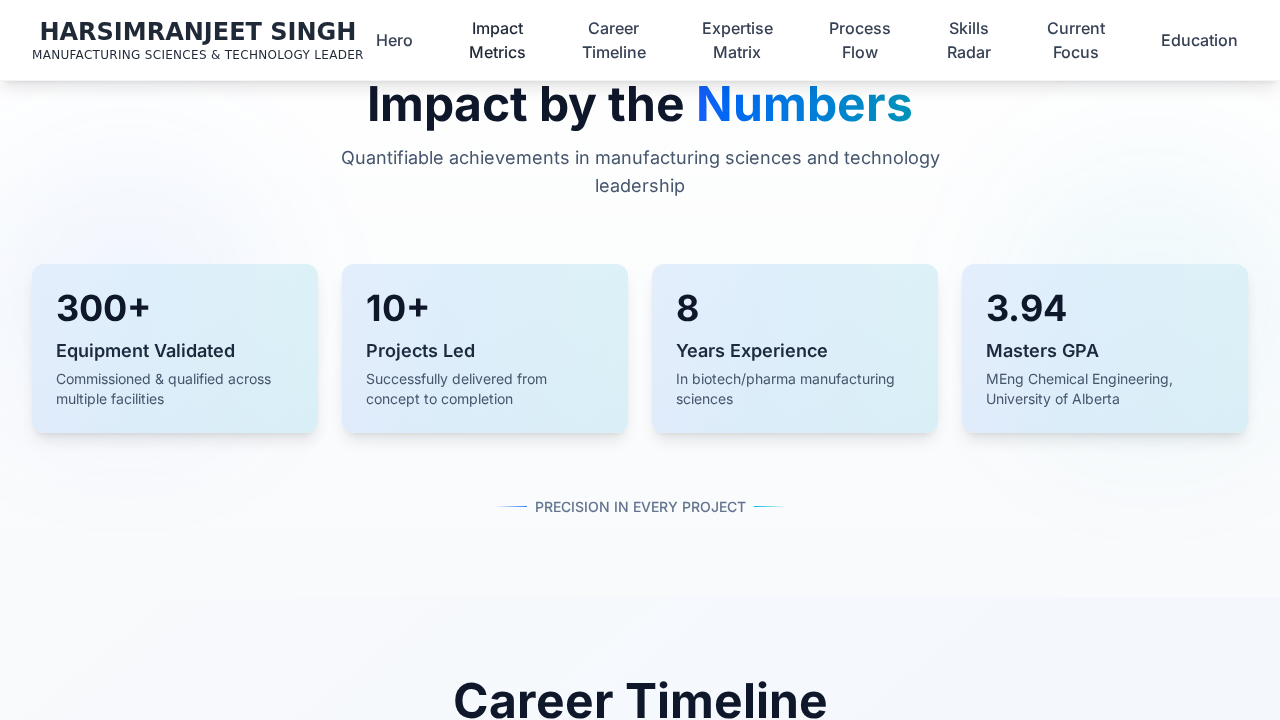 HARSIMRANJEET SINGH
MANUFACTURING SCIENCES & TECHNOLOGY LEADER
Hero
Impact
Metrics
Career
Timeline
Expertise
Matrix
Process
Flow
Skills
Radar
Current
Focus
Education
Impact by the Numbers
Quantifiable achievements in manufacturing sciences and technology
leadership
300+
Equipment Validated
Commissioned & qualified across
multiple facilities
10+
Projects Led
Successfully delivered from
concept to completion
8
Years Experience
In biotech/pharma manufacturing
sciences
3.94
Masters GPA
MEng Chemical Engineering,
University of Alberta
PRECISION IN EVERY PROJECT
Career Timeline